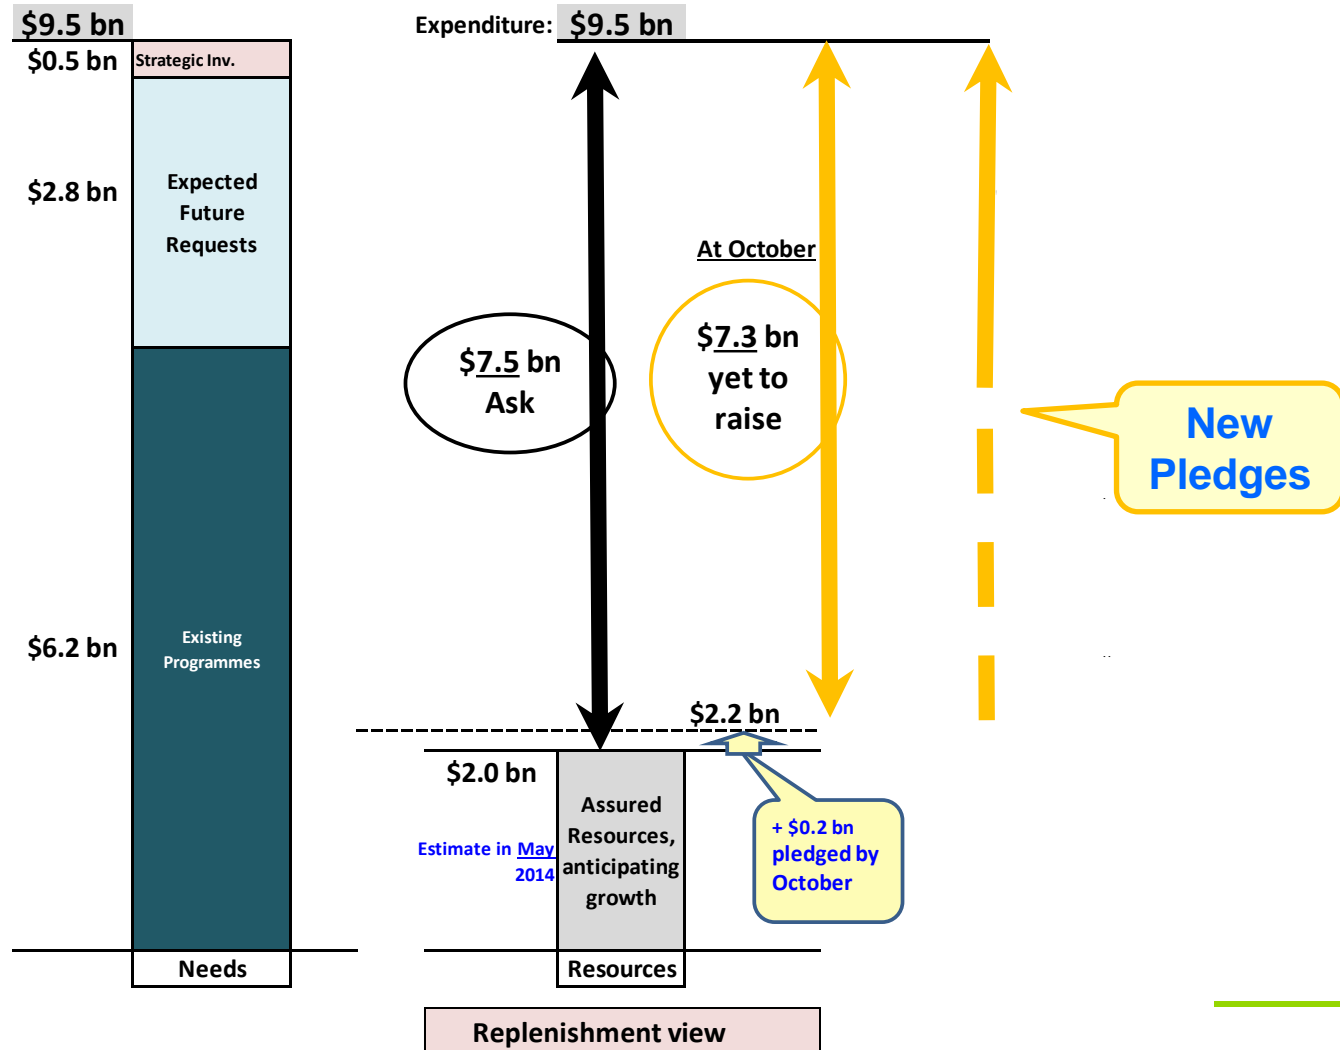 $9.5 bn
$0.5 bn
Strategic Inv.
$2.8 bn
Expected
Future
Requests
$6.2 bn
Existing
Programmes
Needs
Expenditure: $9.5 bn
At October
$7.5 bn
Ask
$7.3 bn
yet to
raise
New
Pledges
$2.2 bn
$2.0 bn
Estimate in May
2014
Assured
Resources,
anticipating
growth
+ $0.2 bn
pledged by
October
Resources
Replenishment view